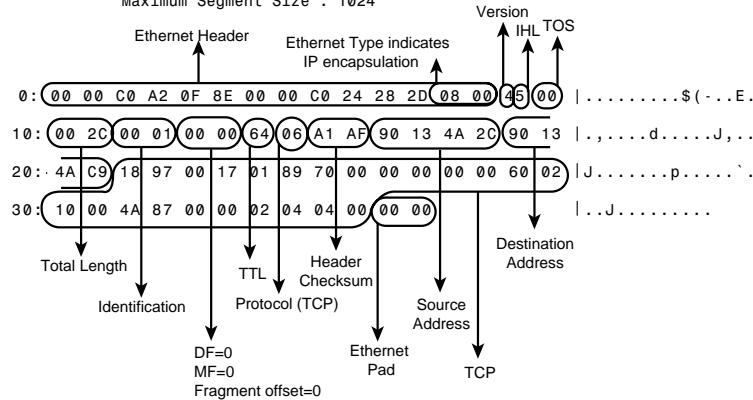 Maximum Segment Size : 1024
Version
IHL
TOS
Ethernet Header
Ethernet Type indicates
IP encapsulation
0: 00 00 C0 A2 0F 8E 00 00 C0 24 28 2D 08 00 45 00 |.........$(-..E.
10: 00 2C 00 01 00 00 64 06 A1 AF 90 13 4A 2C 90 13 |.,....d.....J,..
20: 4A C9 18 97 00 17 01 89 70 00 00 00 00 00 60 02 |J.......p.....`.
30: 10 00 4A 87 00 00 02 04 04 00 00 00 |..J.........
Total Length
Identification
DF=0
MF=0
Fragment offset=0
TTL
Protocol (TCP)
Header
Checksum
Ethernet
Pad
Source
Address
TCP
Destination
Address